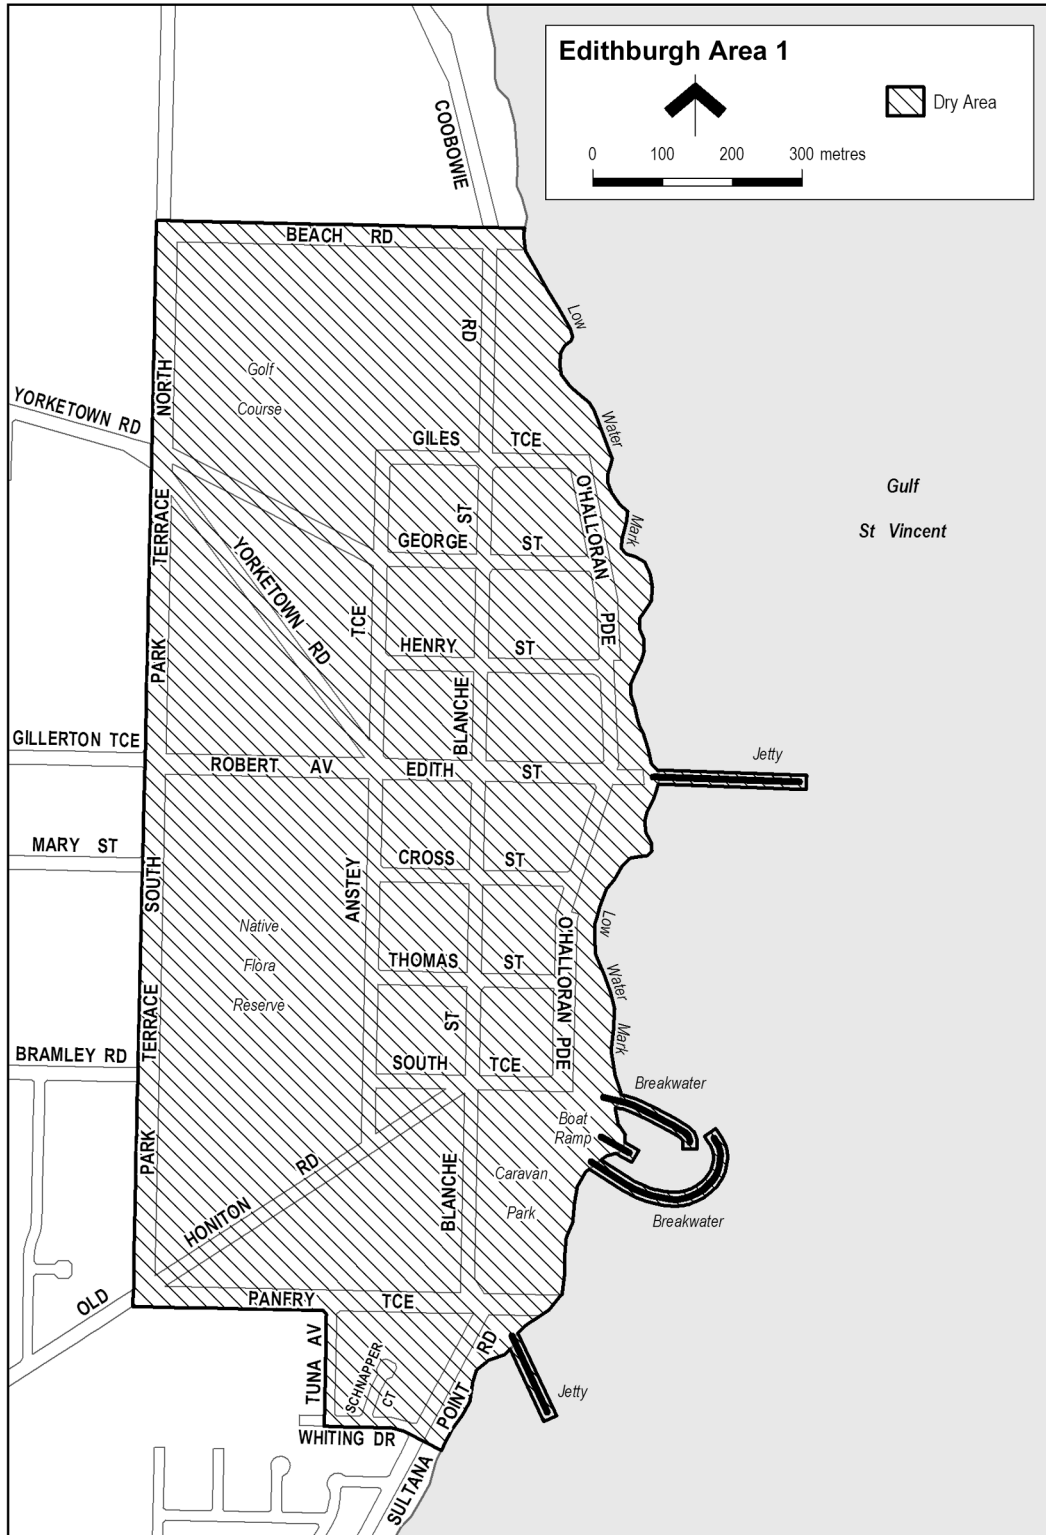 Edithburgh Area 1
Dry Area
0 100 200 300 metres
COOBOWIE
BEACH RD
Low
RD
Golf
Course
NORTH
YORKETOWN RD
Water
GILES TCE
Gulf
St Vincent
O'HALLORAN
PDE
Mark
ST
GEORGE ST
TERRACE
YORKETOWN RD
TCE
HENRY ST
PARK
BLANCHE
GILLERTON TCE
Jetty
ROBERT AV
EDITH ST
MARY ST
CROSS ST
SOUTH
ANSTEY
Native
Flora
Reserve
Low
Water
Mark
O'HALLORAN PDE
THOMAS ST
TERRACE
ST
BRAMLEY RD
SOUTH TCE
Breakwater
Boat
Ramp
PARK
HONITON RD
BLANCHE
Caravan
Park
Breakwater
OLD
PANFRY TCE
TUNA AV
SCHNAPPER
CT
POINT RD
Jetty
WHITING DR
SULTANA